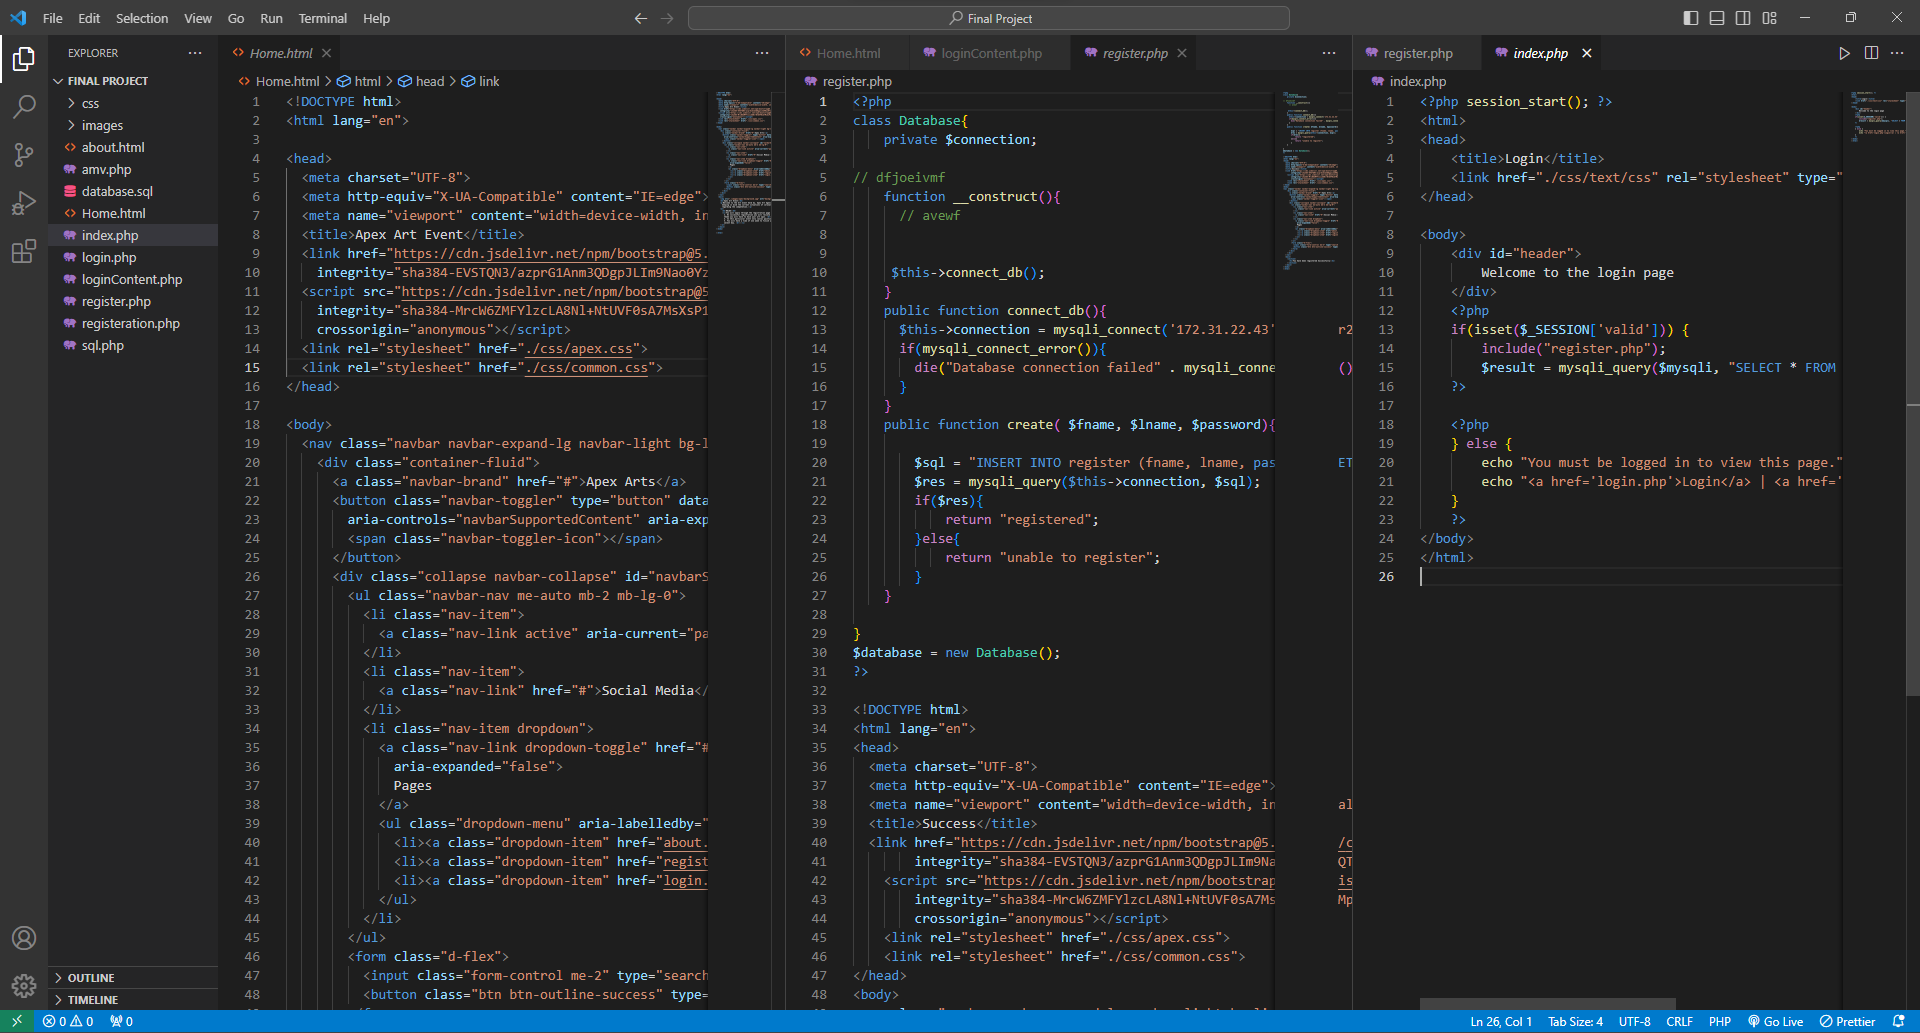 File Edit Selection View Go Run Terminal Help
Final Project
EXPLORER
FINAL PROJECT
css
images
about.html
amv.php
database.sql
Home.html
index.php
login.php
loginContent.php
register.php
registeration.php
sql.php
OUTLINE
TIMELINE
Home.html
Home.html > html > head > link
1 <!DOCTYPE html>
2 <html lang="en">
3
4 <head>
5 <meta charset="UTF-8">
6 <meta http-equiv="X-UA-Compatible" content="IE=edge">
7 <meta name="viewport" content="width=device-width, in
8 <title>Apex Art Event</title>
9 <link href="https://cdn.jsdelivr.net/npm/bootstrap@5.
10 integrity="sha384-EVSTQN3/azprG1Anm3QDgpJLIm9Nao0Yz
11 <script src="https://cdn.jsdelivr.net/npm/bootstrap@5
12 integrity="sha384-MrcW6ZMFYlzcLA8Nl+NtUVF0sA7MsXsP1
13 crossorigin="anonymous"></script>
14 <link rel="stylesheet" href="./css/apex.css">
15 <link rel="stylesheet" href="./css/common.css">
16 </head>
17
18 <body>
19 <nav class="navbar navbar-expand-lg navbar-light bg-l
20 <div class="container-fluid">
21 <a class="navbar-brand" href="#">Apex Arts</a>
22 <button class="navbar-toggler" type="button" data
23 aria-controls="navbarSupportedContent" aria-exp
24 <span class="navbar-toggler-icon"></span>
25 </button>
26 <div class="collapse navbar-collapse" id="navbarS
27 <ul class="navbar-nav me-auto mb-2 mb-lg-0">
28 <li class="nav-item">
29 <a class="nav-link active" aria-current="pa
30 </li>
31 <li class="nav-item">
32 <a class="nav-link" href="#">Social Media</
33 </li>
34 <li class="nav-item dropdown">
35 <a class="nav-link dropdown-toggle" href="#
36 aria-expanded="false">
37 Pages
38 </a>
39 <ul class="dropdown-menu" aria-labelledby="
40 <li><a class="dropdown-item" href="about.
41 <li><a class="dropdown-item" href="regist
42 <li><a class="dropdown-item" href="login.
43 </ul>
44 </li>
45 </ul>
46 <form class="d-flex">
47 <input class="form-control me-2" type="search
48 <button class="btn btn-outline-success" type=
Home.html loginContent.php register.php
register.php
1 <?php
2 class Database{
3 private $connection;
4
5 // dfjoeivmf
6 function __construct(){
7 // avewf
8
9
10 $this->connect_db();
11 }
12 public function connect_db(){
13 $this->connection = mysqli_connect('172.31.22.43' r2
14 if(mysqli_connect_error()){
15 die("Database connection failed" . mysqli_conne ()
16 }
17 }
18 public function create( $fname, $lname, $password){
19
20 $sql = "INSERT INTO register (fname, lname, pas ET
21 $res = mysqli_query($this->connection, $sql);
22 if($res){
23 return "registered";
24 }else{
25 return "unable to register";
26 }
27 }
28
29 }
30 $database = new Database();
31 ?>
32
33 <!DOCTYPE html>
34 <html lang="en">
35 <head>
36 <meta charset="UTF-8">
37 <meta http-equiv="X-UA-Compatible" content="IE=edge">
38 <meta name="viewport" content="width=device-width, in al
39 <title>Success</title>
40 <link href="https://cdn.jsdelivr.net/npm/bootstrap@5. /c
41 integrity="sha384-EVSTQN3/azprG1Anm3QDgpJLIm9Na QT
42 <script src="https://cdn.jsdelivr.net/npm/bootstrap is
43 integrity="sha384-MrcW6ZMFYlzcLA8Nl+NtUVF0sA7Ms Mp
44 crossorigin="anonymous"></script>
45 <link rel="stylesheet" href="./css/apex.css">
46 <link rel="stylesheet" href="./css/common.css">
47 </head>
48 <body>
register.php index.php
index.php
1 <?php session_start(); ?>
2 <html>
3 <head>
4 <title>Login</title>
5 <link href="./css/text/css" rel="stylesheet" type="
6 </head>
7
8 <body>
9 <div id="header">
10 Welcome to the login page
11 </div>
12 <?php
13 if(isset($_SESSION['valid'])) {
14 include("register.php");
15 $result = mysqli_query($mysqli, "SELECT * FROM
16 ?>
17
18 <?php
19 } else {
20 echo "You must be logged in to view this page."
21 echo "<a href='login.php'>Login</a> | <a href='
22 }
23 ?>
24 </body>
25 </html>
26
0 0 0
Ln 26, Col 1 Tab Size: 4 UTF-8 CRLF PHP Go Live Prettier